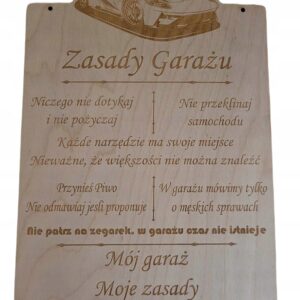 Zasady Garażu
Niczego nie dotykaj
i nie pożyczaj
Nie przeklinaj
samochodu
Każde narzędzie ma swoje miejsce
Nieważne, że większości nie można znaleźć
Przynieś Piwo
Nie odmawiaj jesli proponuje
W garażu mówimy tylko
o męskich sprawach
Nie patrz na zegarek, w garażu czas nie istnieje
Mój garaż
Moje zasady